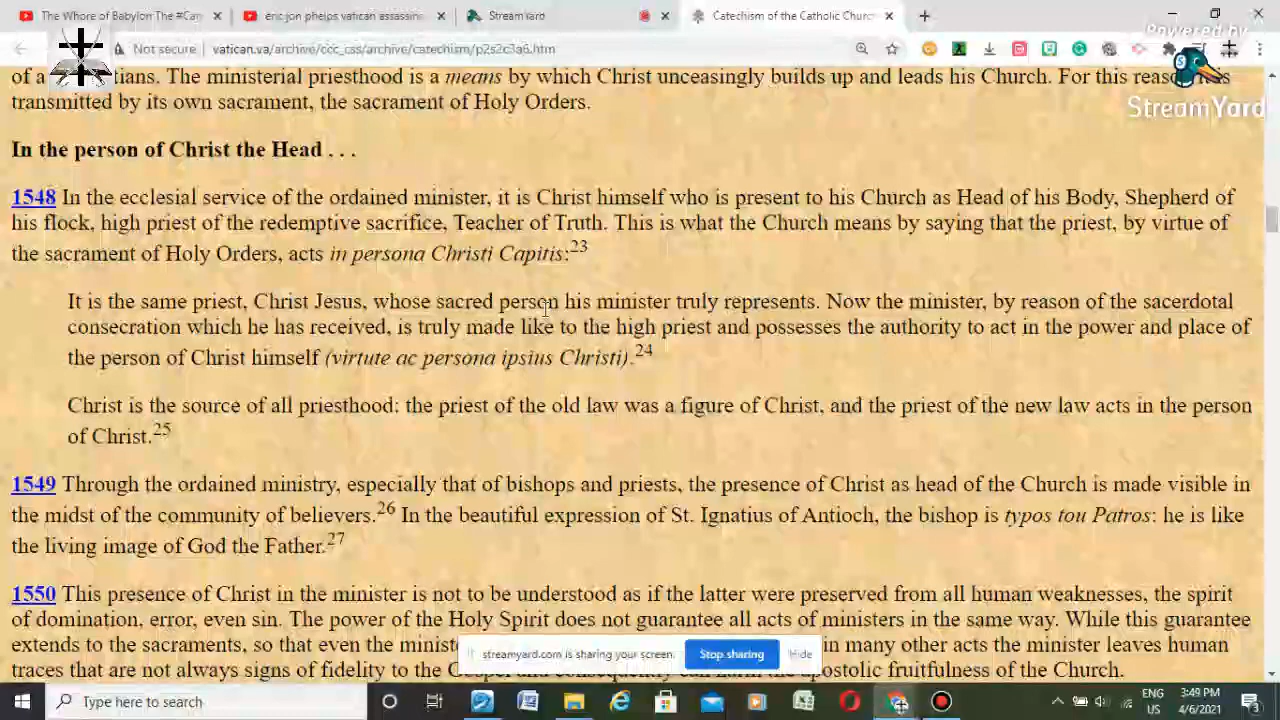 The Whore of Babylon The #Cap
eric jon phelps vatican assassins
StreamYard
Catechism of the Catholic Church
Not secure
vatican.va/archive/ccc_css/archive/catechism/p2s2c3a6.htm
Powered by
StreamYard
of a tians. The ministerial priesthood is a means by which Christ unceasingly builds up and leads his Church. For this reason is
transmitted by its own sacrament, the sacrament of Holy Orders.
In the person of Christ the Head . . .
1548 In the ecclesial service of the ordained minister, it is Christ himself who is present to his Church as Head of his Body, Shepherd of
his flock, high priest of the redemptive sacrifice, Teacher of Truth. This is what the Church means by saying that the priest, by virtue of
the sacrament of Holy Orders, acts in persona Christi Capitis:23
It is the same priest, Christ Jesus, whose sacred person his minister truly represents. Now the minister, by reason of the sacerdotal
consecration which he has received, is truly made like to the high priest and possesses the authority to act in the power and place of
the person of Christ himself (virtute ac persona ipsius Christi).24
Christ is the source of all priesthood: the priest of the old law was a figure of Christ, and the priest of the new law acts in the person
of Christ.25
1549 Through the ordained ministry, especially that of bishops and priests, the presence of Christ as head of the Church is made visible in
the midst of the community of believers.26 In the beautiful expression of St. Ignatius of Antioch, the bishop is typos tou Patros: he is like
the living image of God the Father.27
1550 This presence of Christ in the minister is not to be understood as if the latter were preserved from all human weaknesses, the spirit
of domination, error, even sin. The power of the Holy Spirit does not guarantee all acts of ministers in the same way. While this guarantee
extends to the sacraments, so that even the minist in many other acts the minister leaves human
traces that are not always signs of fidelity to the Gospel and consequently can harm the apostolic fruitfulness of the Church.
streamyard.com is sharing your screen.
Stop sharing
Hide
Type here to search
ENG
US
3:49 PM
4/6/2021
3